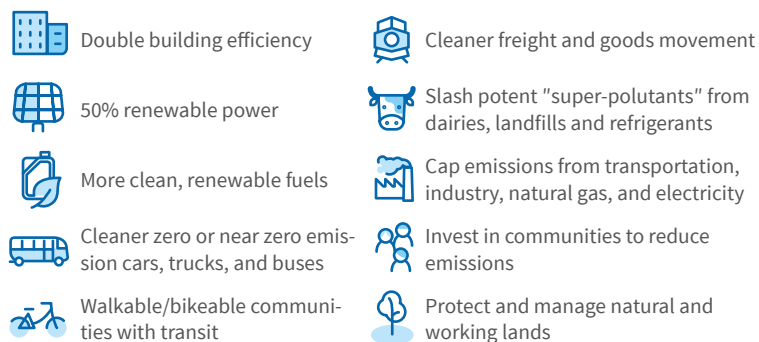 Double building efficiency
50% renewable power
More clean, renewable fuels
Cleaner zero or near zero emis-
sion cars, trucks, and buses
Walkable/bikeable communi-
ties with transit
Cleaner freight and goods movement
Slash potent "super-polutants" from
dairies, landfills and refrigerants
Cap emissions from transportation,
industry, natural gas, and electricity
Invest in communities to reduce
emissions
Protect and manage natural and
working lands